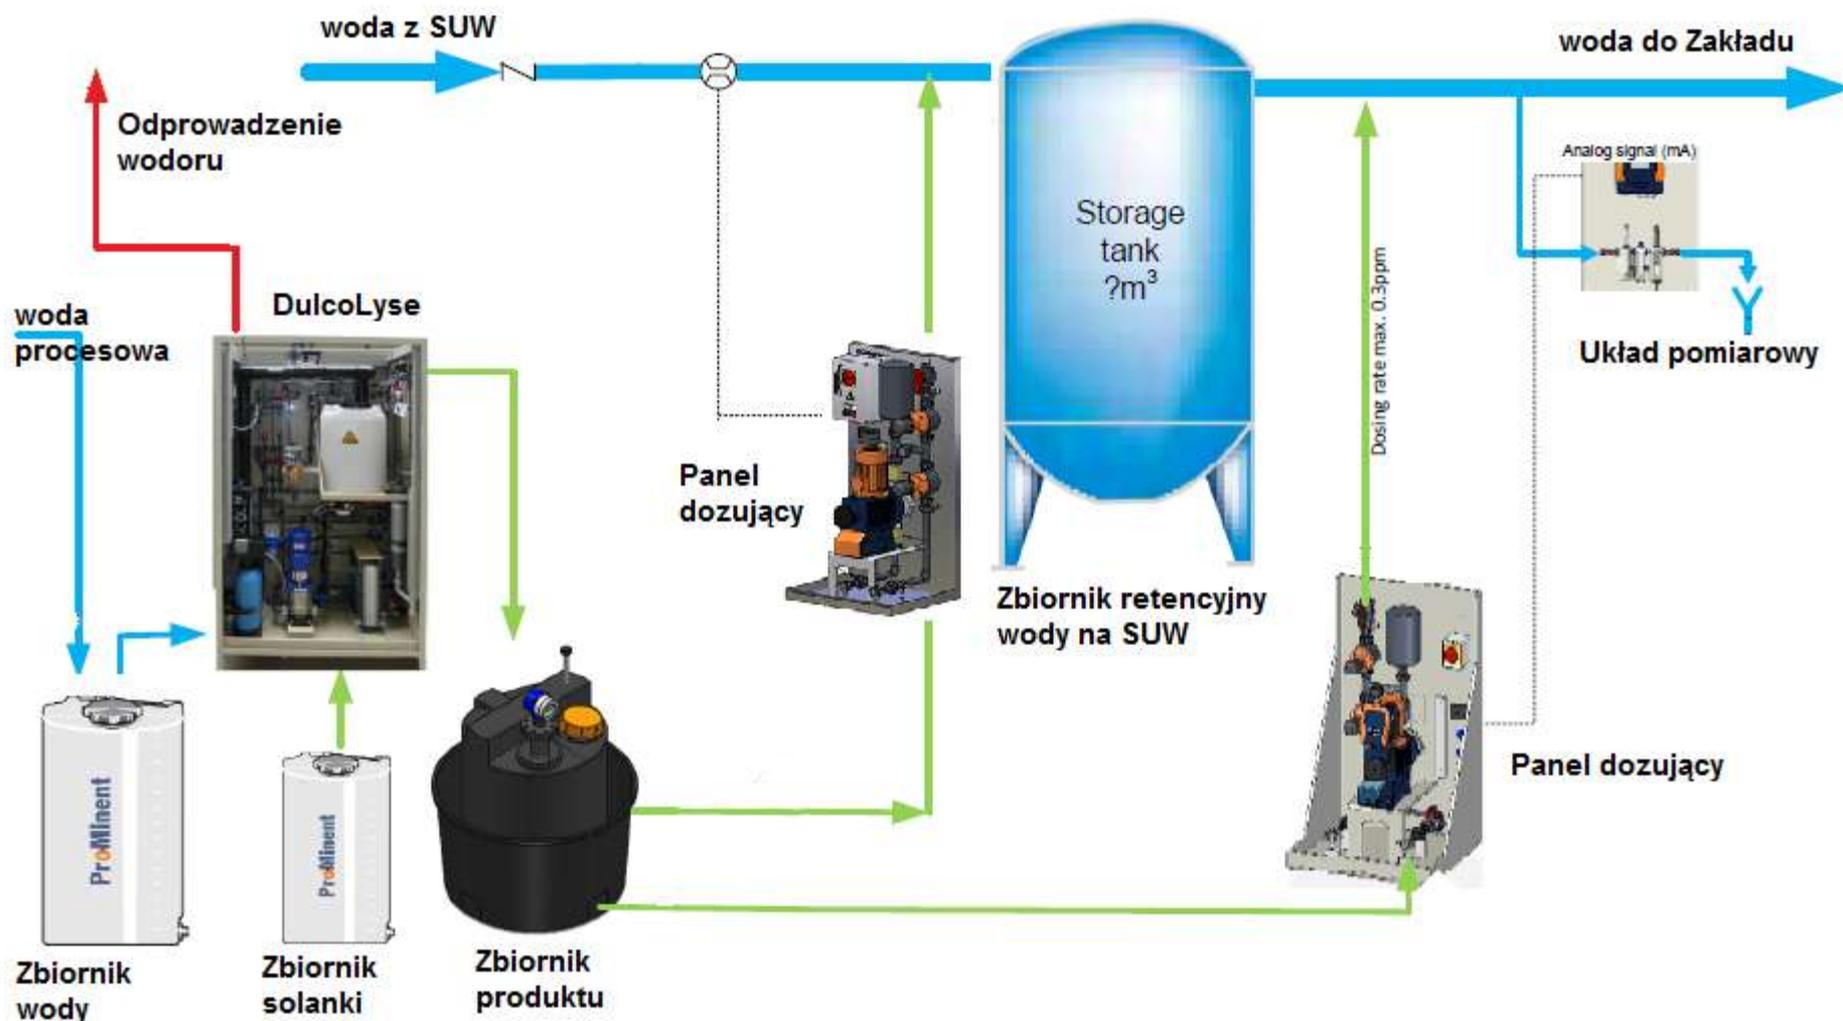 woda z SUW
woda do Zakładu
Odprowadzenie
wodoru
Analog signal (mA)
Storage
tank
?m³
Dosing rate max. 0.3ppm
DulcoLyse
woda
procesowa
Układ pomiarowy
Panel
dozujący
Zbiornik retencyjny
wody na SUW
Panel dozujący
ProMinent
ProMinent
Zbiornik
wody
Zbiornik
solanki
Zbiornik
produktu